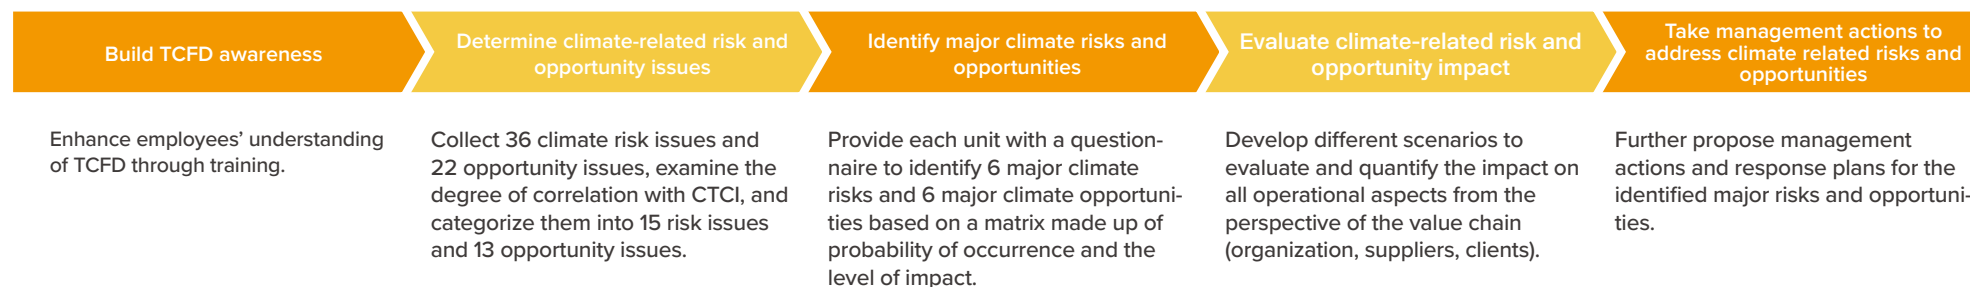 Build TCFD awareness
Determine climate-related risk and
opportunity issues
Identify major climate risks and
opportunities
Evaluate climate-related risk and
opportunity impact
Take management actions to
address climate related risks and
opportunities
Enhance employees’ understanding
of TCFD through training.
Collect 36 climate risk issues and
22 opportunity issues, examine the
degree of correlation with CTCI, and
categorize them into 15 risk issues
and 13 opportunity issues.
Provide each unit with a question-
naire to identify 6 major climate
risks and 6 major climate opportuni-
ties based on a matrix made up of
probability of occurrence and the
level of impact.
Develop different scenarios to
evaluate and quantify the impact on
all operational aspects from the
perspective of the value chain
(organization, suppliers, clients).
Further propose management
actions and response plans for the
identified major risks and opportuni-
ties.